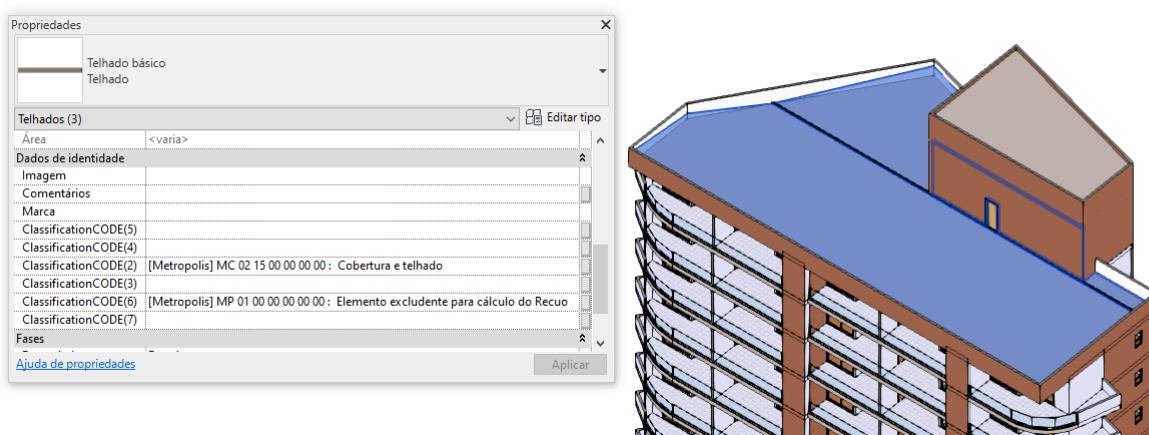 Propriedades
Telhado básico
Telhado
Telhados (3)
Editar tipo
Área <varia>
Dados de identidade
Imagem
Comentários
Marca
ClassificationCODE(5)
ClassificationCODE(4)
ClassificationCODE(2) [Metropolis] MC 02 15 00 00 00 00 : Cobertura e telhado
ClassificationCODE(3)
ClassificationCODE(6) [Metropolis] MP 01 00 00 00 00 00 : Elemento excludente para cálculo do Recuo
ClassificationCODE(7)
Fases
Ajuda de propriedades
Aplicar